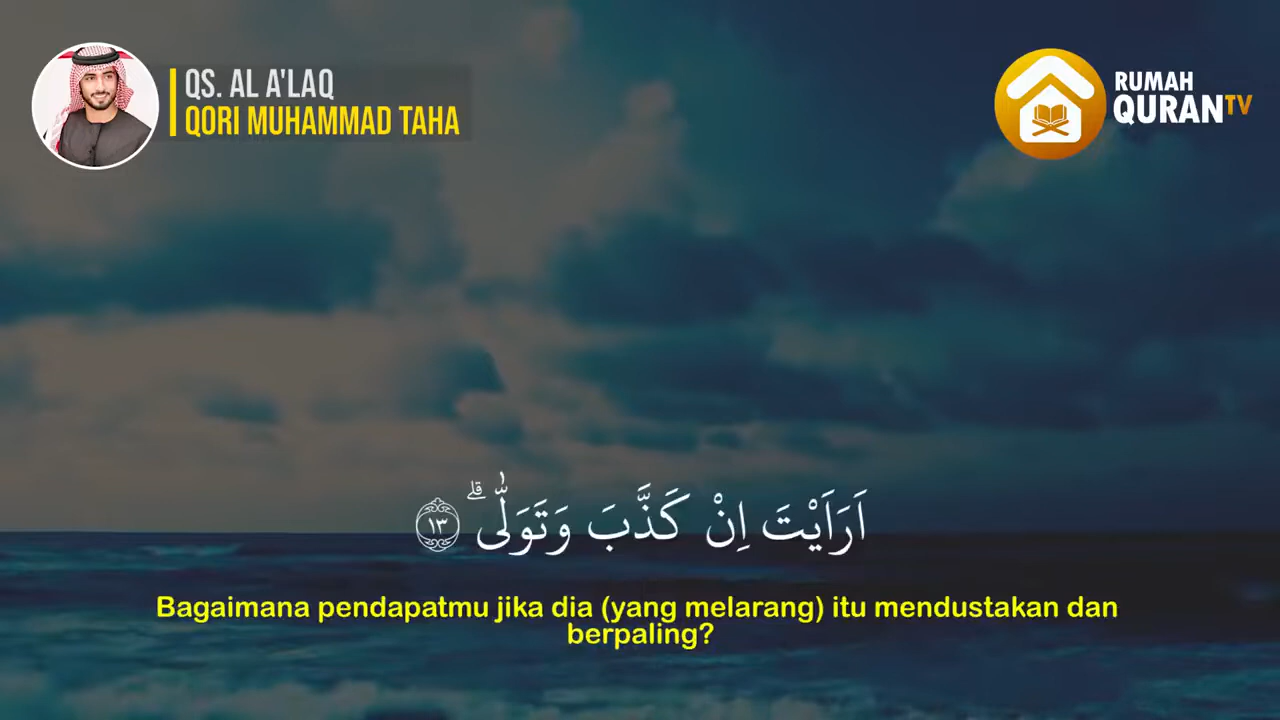 QS. AL A'LAQ
QORI MUHAMMAD TAHA
RUMAH
QURANTV
اَرَاَيْتَ اِنْ كَذَّبَ وَتَوَلّٰىۗ ١٣
Bagaimana pendapatmu jika dia (yang melarang) itu mendustakan dan
berpaling?